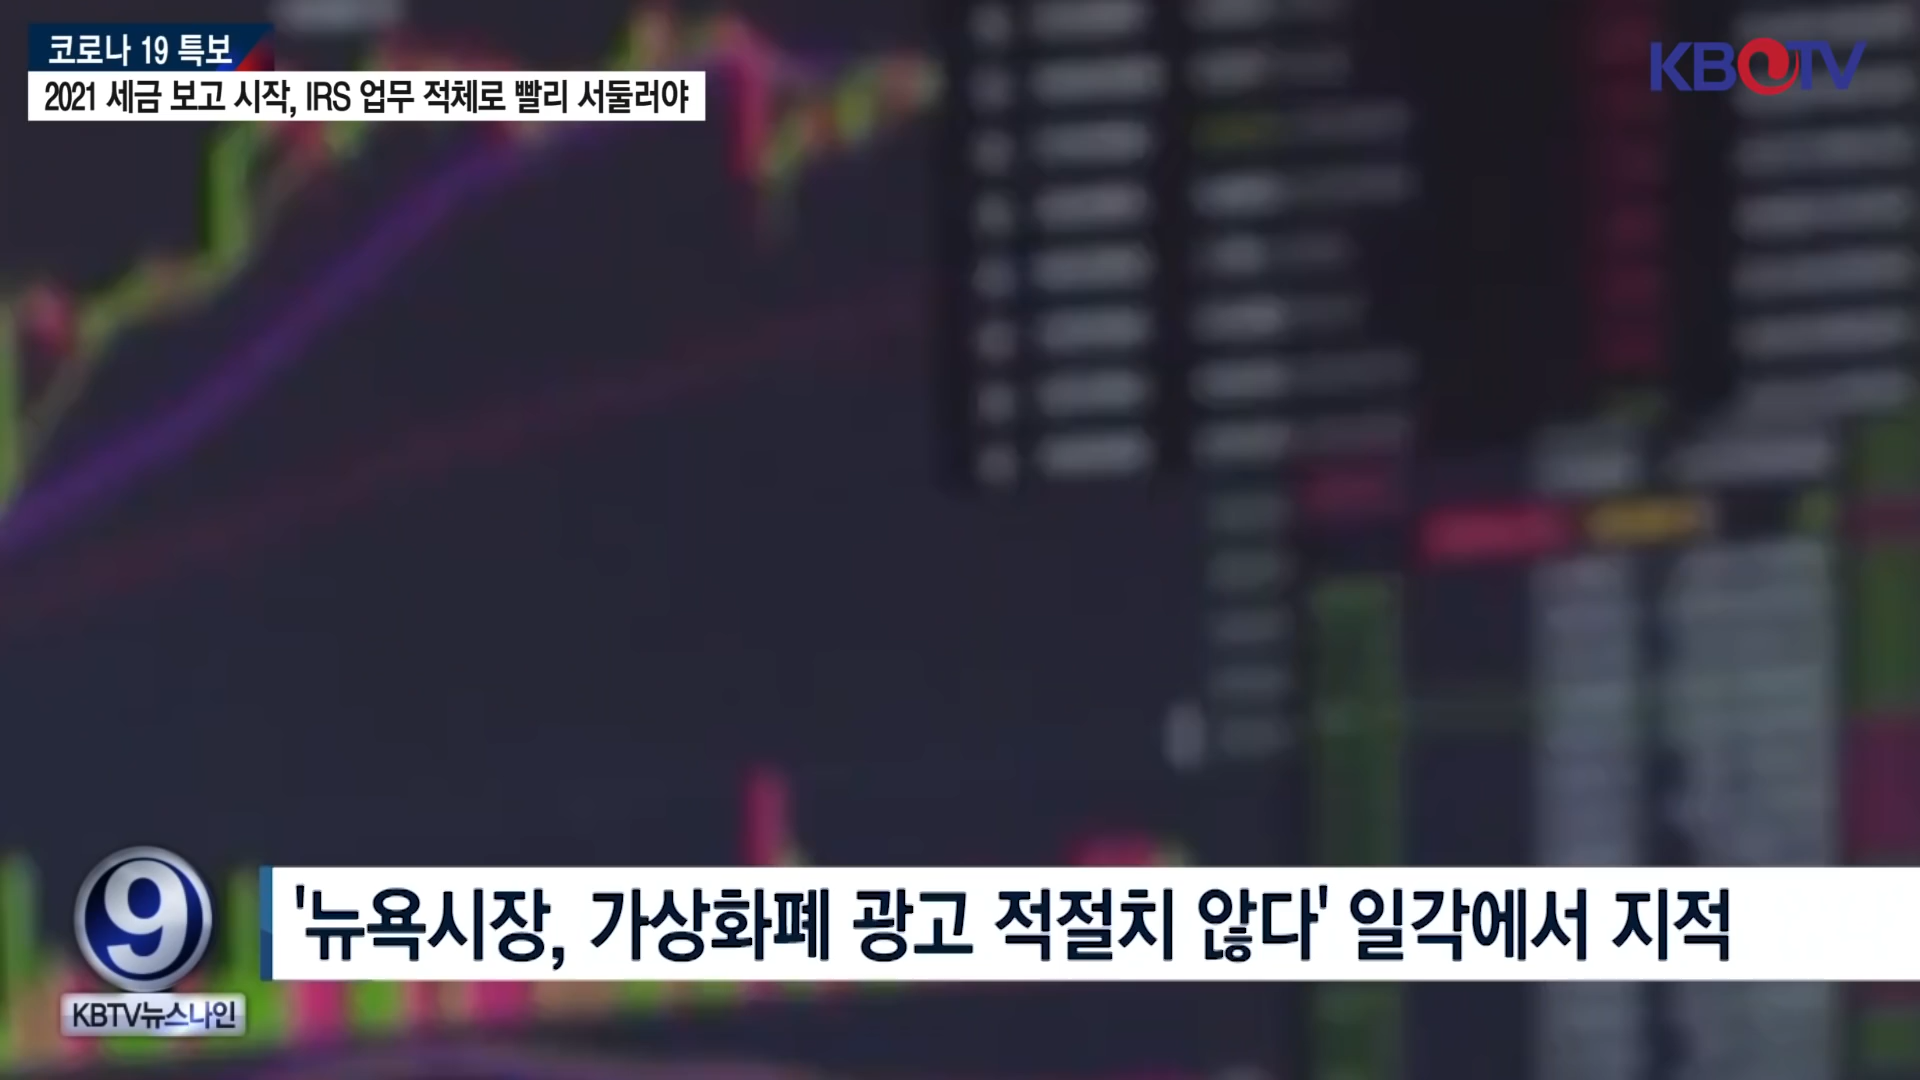 코로나 19 특보
KBTV
2021 세금 보고 시작, IRS 업무 적체로 빨리 서둘러야
9
'뉴욕시장, 가상화폐 광고 적절치 않다' 일각에서 지적
KBTV뉴스나인